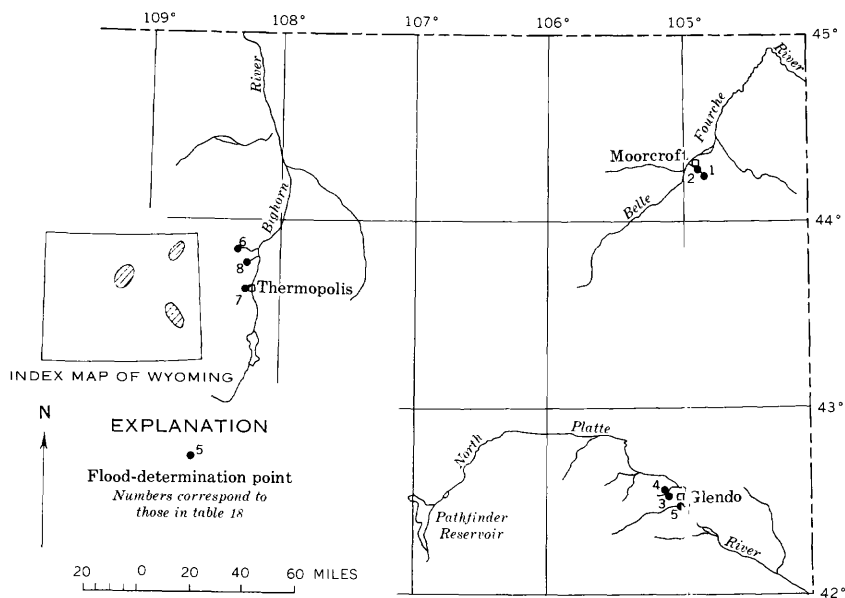 109° 108° 107° 106° 105°
45°
River
River
Fourche
Moorcroft
1
2
Bighorn
Belle
44°
6
8
Thermopolis
7
INDEX MAP OF WYOMING
43°
N
EXPLANATION
5
Flood-determination point
Numbers correspond to
those in table 18
North
Platte
4
Glendo
3
5
Pathfinder
Reservoir
River
20 0 20 40 60 MILES
42°